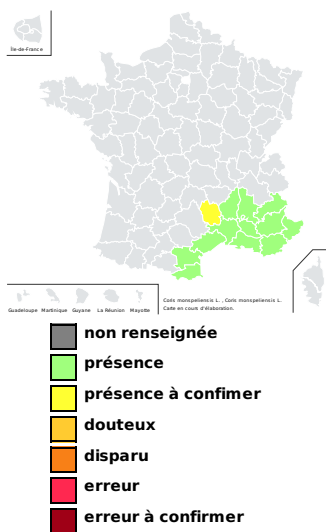 Île-de-France
Guadeloupe Martinique Guyane La Réunion Mayotte
Coris monspeliensis L. , Coris monspeliensis L.
Carte en cours d'élaboration.
non renseignée
présence
présence à confimer
douteux
disparu
erreur
erreur à confirmer